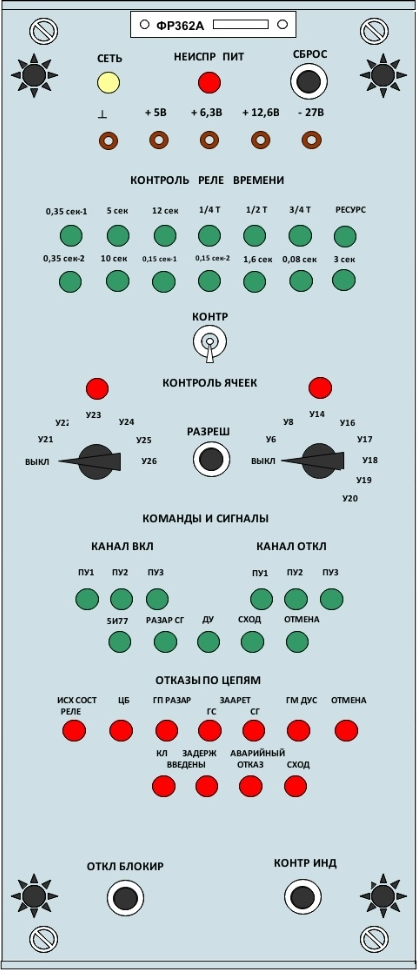 ФР362А
СЕТЬ НЕИСПР ПИТ СБРОС
⊥ + 5В + 6,3В + 12,6В - 27В
КОНТРОЛЬ РЕЛЕ ВРЕМЕНИ
0,35 сек-1 5 сек 12 сек 1/4 Т 1/2 Т 3/4 Т РЕСУРС
0,35 сек-2 10 сек 0,15 сек-1 0,15 сек-2 1,6 сек 0,08 сек 3 сек
КОНТР
КОНТРОЛЬ ЯЧЕЕК
ВЫКЛ У21 У22 У23 У24 У25 У26
РАЗРЕШ
ВЫКЛ У6 У8 У14 У16 У17 У18 У19 У20
КОМАНДЫ И СИГНАЛЫ
КАНАЛ ВКЛ КАНАЛ ОТКЛ
ПУ1 ПУ2 ПУ3 ПУ1 ПУ2 ПУ3
5И77 РАЗАР СГ ДУ СХОД ОТМЕНА
ОТКАЗЫ ПО ЦЕПЯМ
ИСХ СОСТ ЦБ ГП РАЗАР ЗААРЕТ ГМ ДУС ОТМЕНА
РЕЛЕ ГС СГ
КЛ ЗАДЕРЖ АВАРИЙНЫЙ
ВВЕДЕНЫ ОТКАЗ СХОД
ОТКЛ БЛОКИР КОНТР ИНД